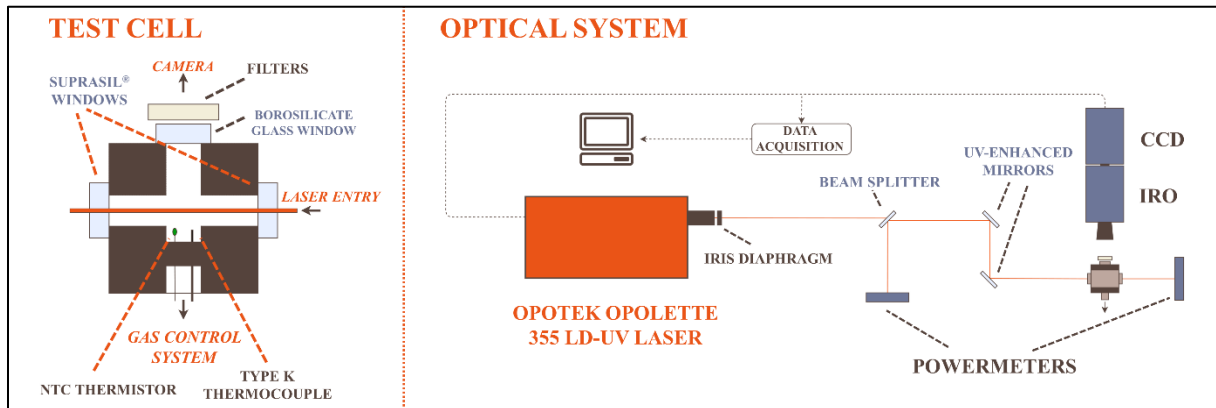 TEST CELL
CAMERA
FILTERS
SUPRASIL®
WINDOWS
BOROSILICATE
GLASS WINDOW
LASER ENTRY
GAS CONTROL
SYSTEM
NTC THERMISTOR
TYPE K
THERMOCOUPLE
OPTICAL SYSTEM
DATA
ACQUISITION
CCD
UV-ENHANCED
MIRRORS
BEAM SPLITTER
IRO
IRIS DIAPHRAGM
OPOTEK OPOLETTE
355 LD-UV LASER
POWERMETERS